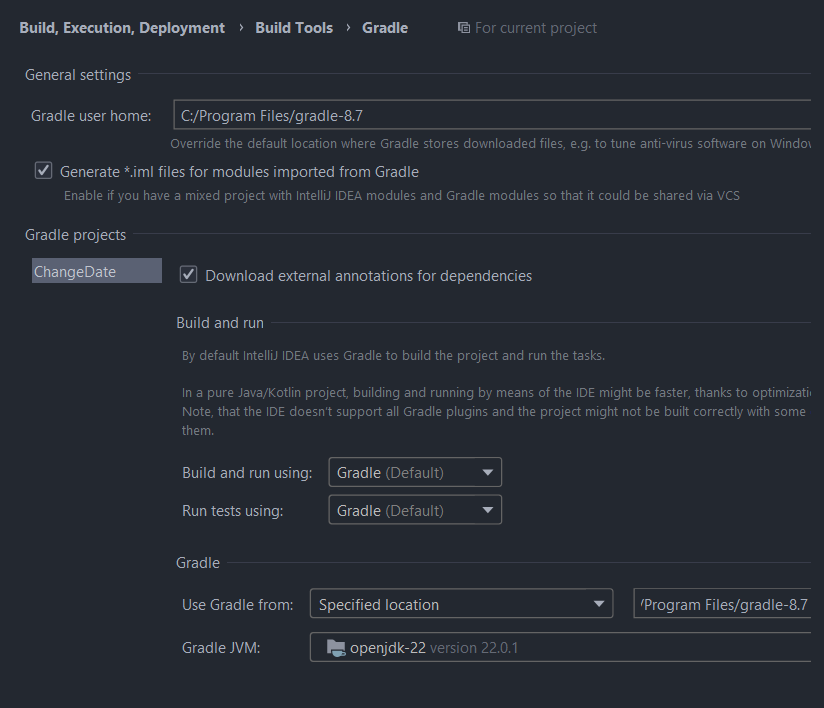 Build, Execution, Deployment › Build Tools › Gradle For current project
General settings
Gradle user home: C:/Program Files/gradle-8.7
Override the default location where Gradle stores downloaded files, e.g. to tune anti-virus software on Window
Generate *.iml files for modules imported from Gradle
Enable if you have a mixed project with IntelliJ IDEA modules and Gradle modules so that it could be shared via VCS
Gradle projects
ChangeDate
Download external annotations for dependencies
Build and run
By default IntelliJ IDEA uses Gradle to build the project and run the tasks.
In a pure Java/Kotlin project, building and running by means of the IDE might be faster, thanks to optimizati
Note, that the IDE doesn't support all Gradle plugins and the project might not be built correctly with some
them.
Build and run using: Gradle (Default)
Run tests using: Gradle (Default)
Gradle
Use Gradle from: Specified location /Program Files/gradle-8.7
Gradle JVM: openjdk-22 version 22.0.1